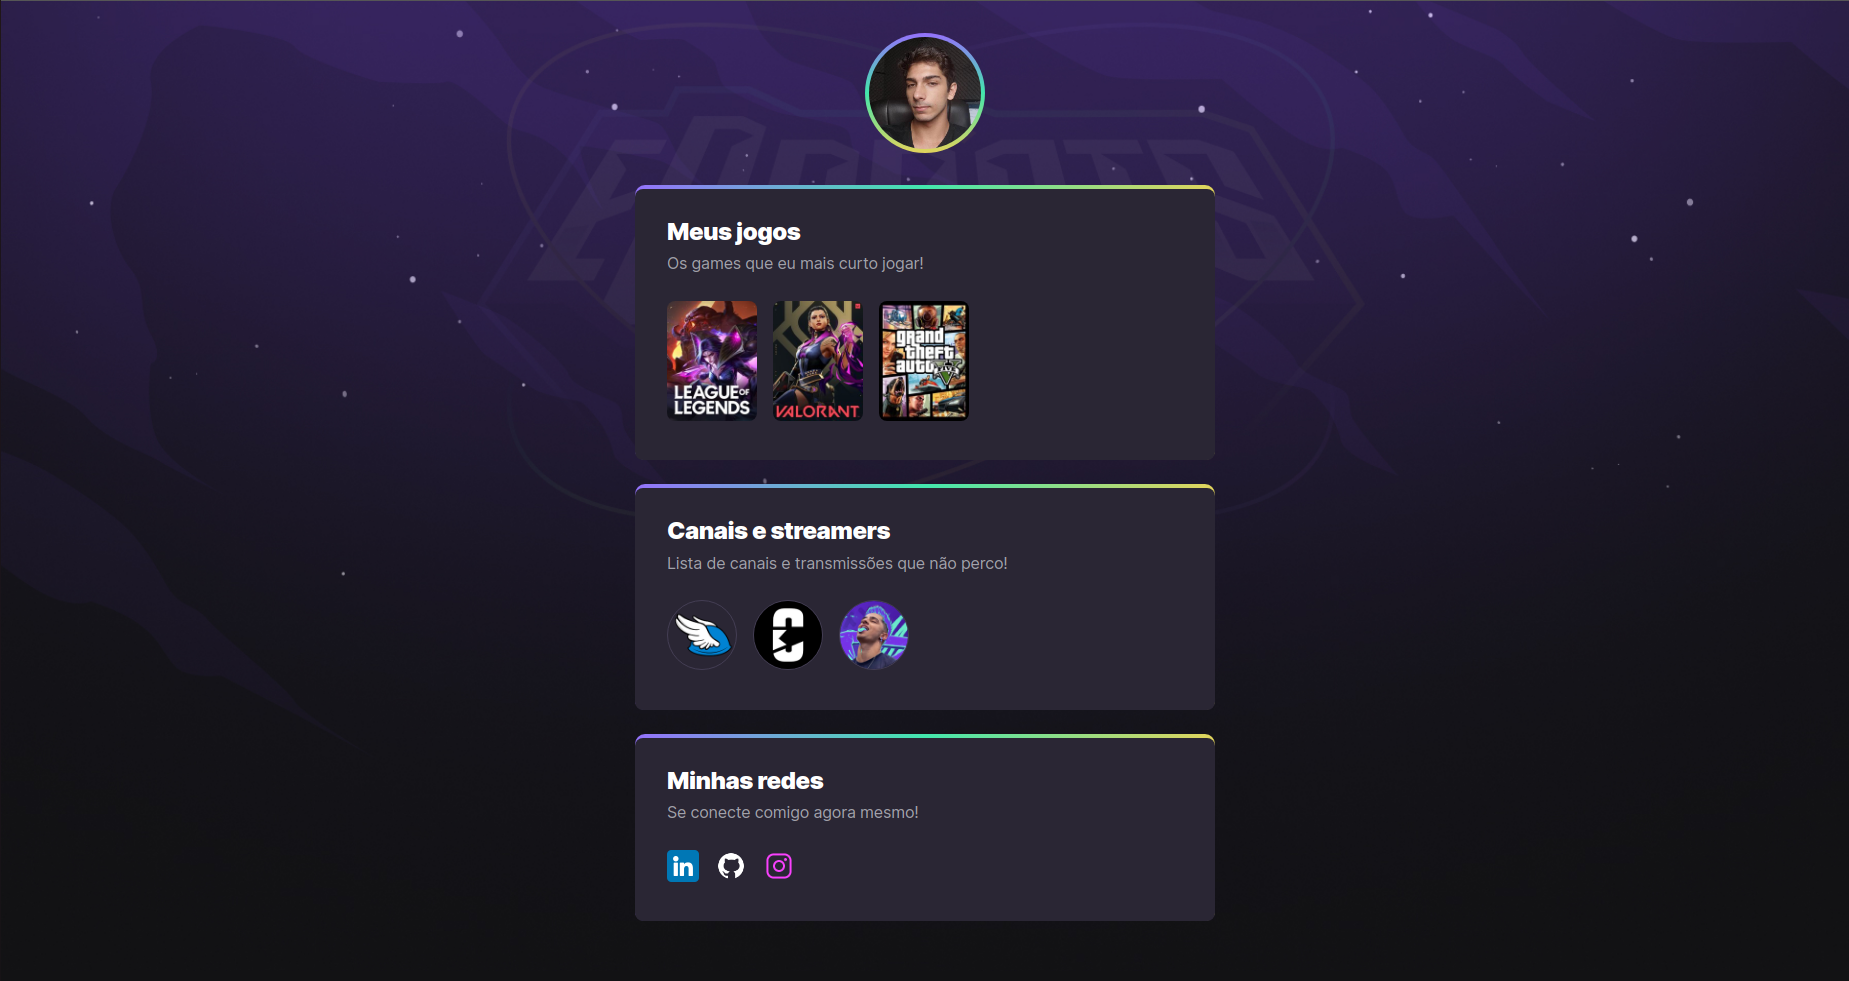 Meus jogos
Os games que eu mais curto jogar!
LEAGUE OF
LEGENDS
VALORANT
grand
theft
auto
V
FIVE
Canais e streamers
Lista de canais e transmissões que não perco!
Minhas redes
Se conecte comigo agora mesmo!
in